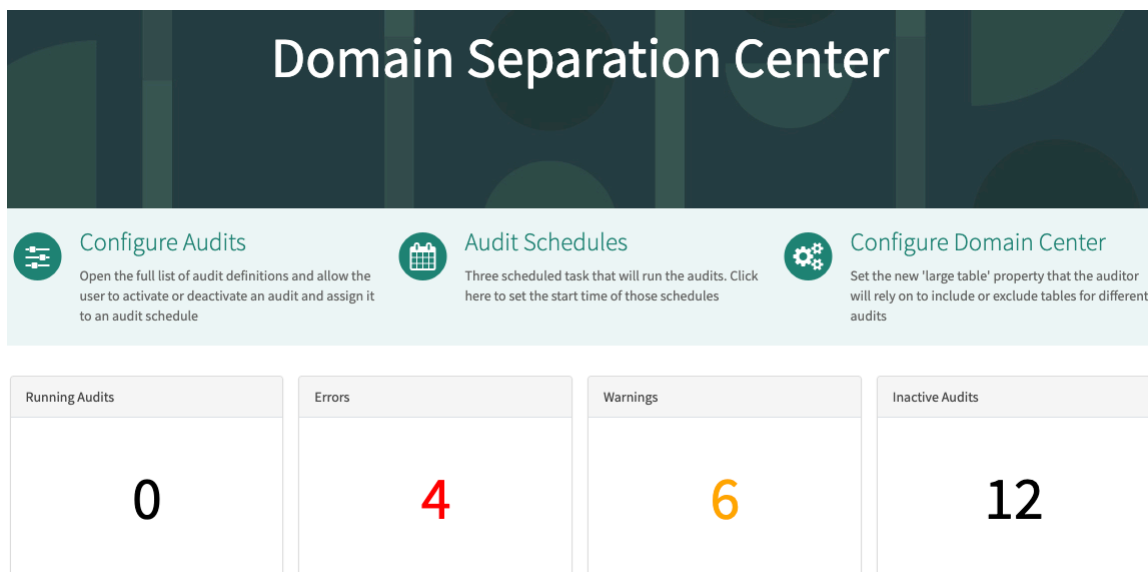 Domain Separation Center
Configure Audits
Open the full list of audit definitions and allow the
user to activate or deactivate an audit and assign it
to an audit schedule
Audit Schedules
Three scheduled task that will run the audits. Click
here to set the start time of those schedules
Configure Domain Center
Set the new 'large table' property that the auditor
will rely on to include or exclude tables for different
audits
Running Audits
0
Errors
4
Warnings
6
Inactive Audits
12